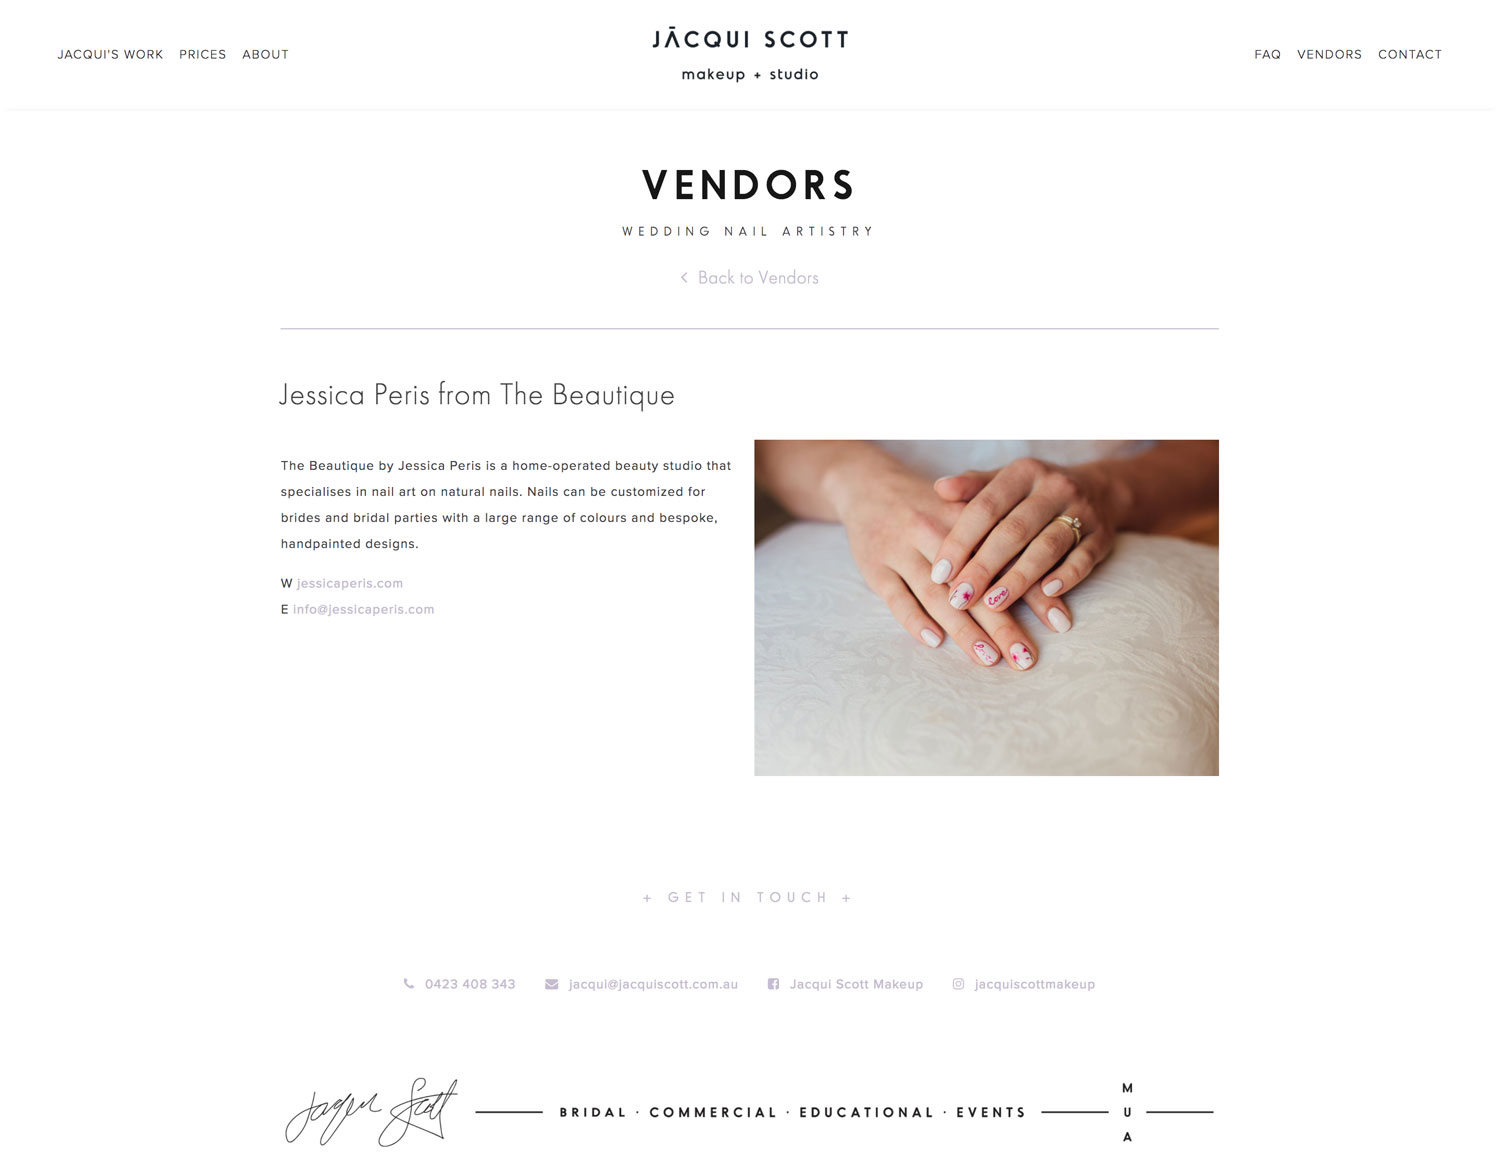 JACQUI'S WORK PRICES ABOUT
JĀCQUI SCOTT
makeup + studio
FAQ VENDORS CONTACT
VENDORS
WEDDING NAIL ARTISTRY
< Back to Vendors
Jessica Peris from The Beautique
The Beautique by Jessica Peris is a home-operated beauty studio that
specialises in nail art on natural nails. Nails can be customized for
brides and bridal parties with a large range of colours and bespoke,
handpainted designs.
W jessicaperis.com
E info@jessicaperis.com
love
+ GET IN TOUCH +
0423 408 343 jacqui@jacquiscott.com.au Jacqui Scott Makeup jacquiscottmakeup
Jacqui Scott
BRIDAL · COMMERCIAL · EDUCATIONAL · EVENTS
M
U
A